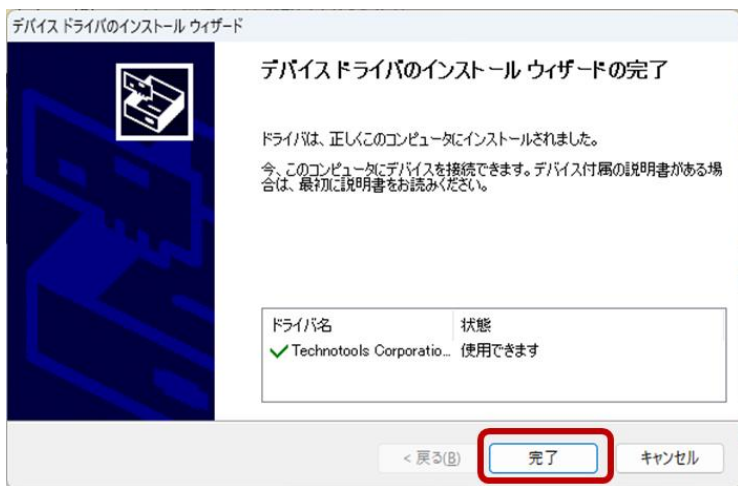 デバイス ドライバのインストール ウィザード
デバイス ドライバのインストール ウィザードの完了
ドライバは、正しくこのコンピュータにインストールされました。
今、このコンピュータにデバイスを接続できます。デバイス付属の説明書がある場
合は、最初に説明書をお読みください。
ドライバ名 状態
Technotools Corporatio... 使用できます
< 戻る(B) 完了 キャンセル